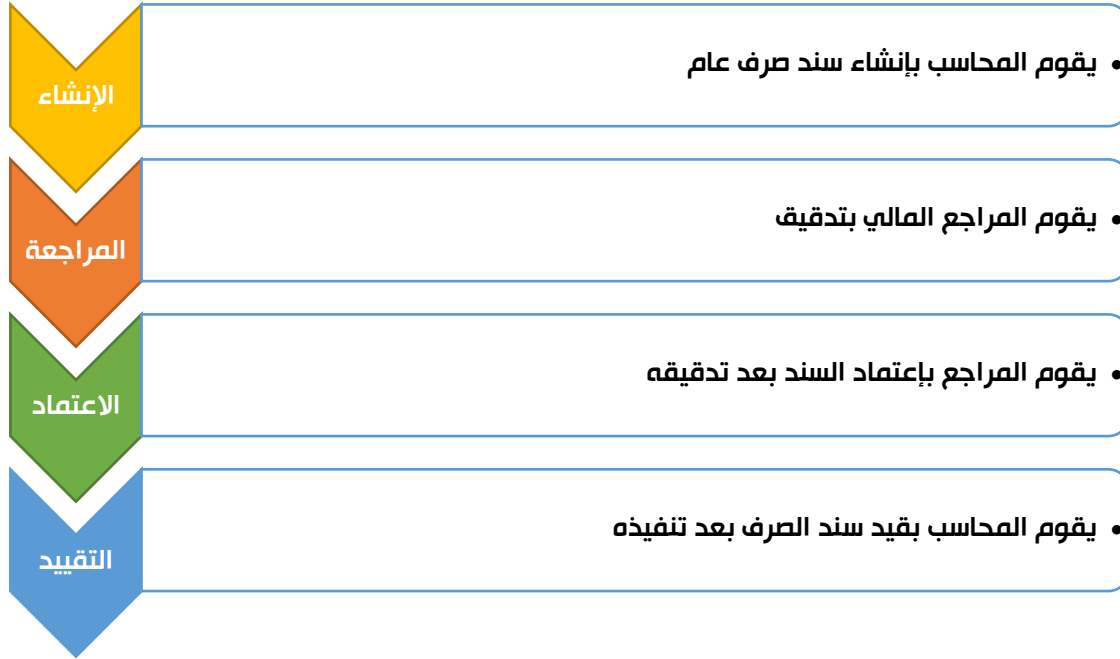 الإنشاء
• يقوم المحاسب بإنشاء سند صرف عام
المراجعة
• يقوم المراجع المالي بتدقيق
الاعتماد
• يقوم المراجع بإعتماد السند بعد تدقيقه
التقييد
• يقوم المحاسب بقيد سند الصرف بعد تنفيذه